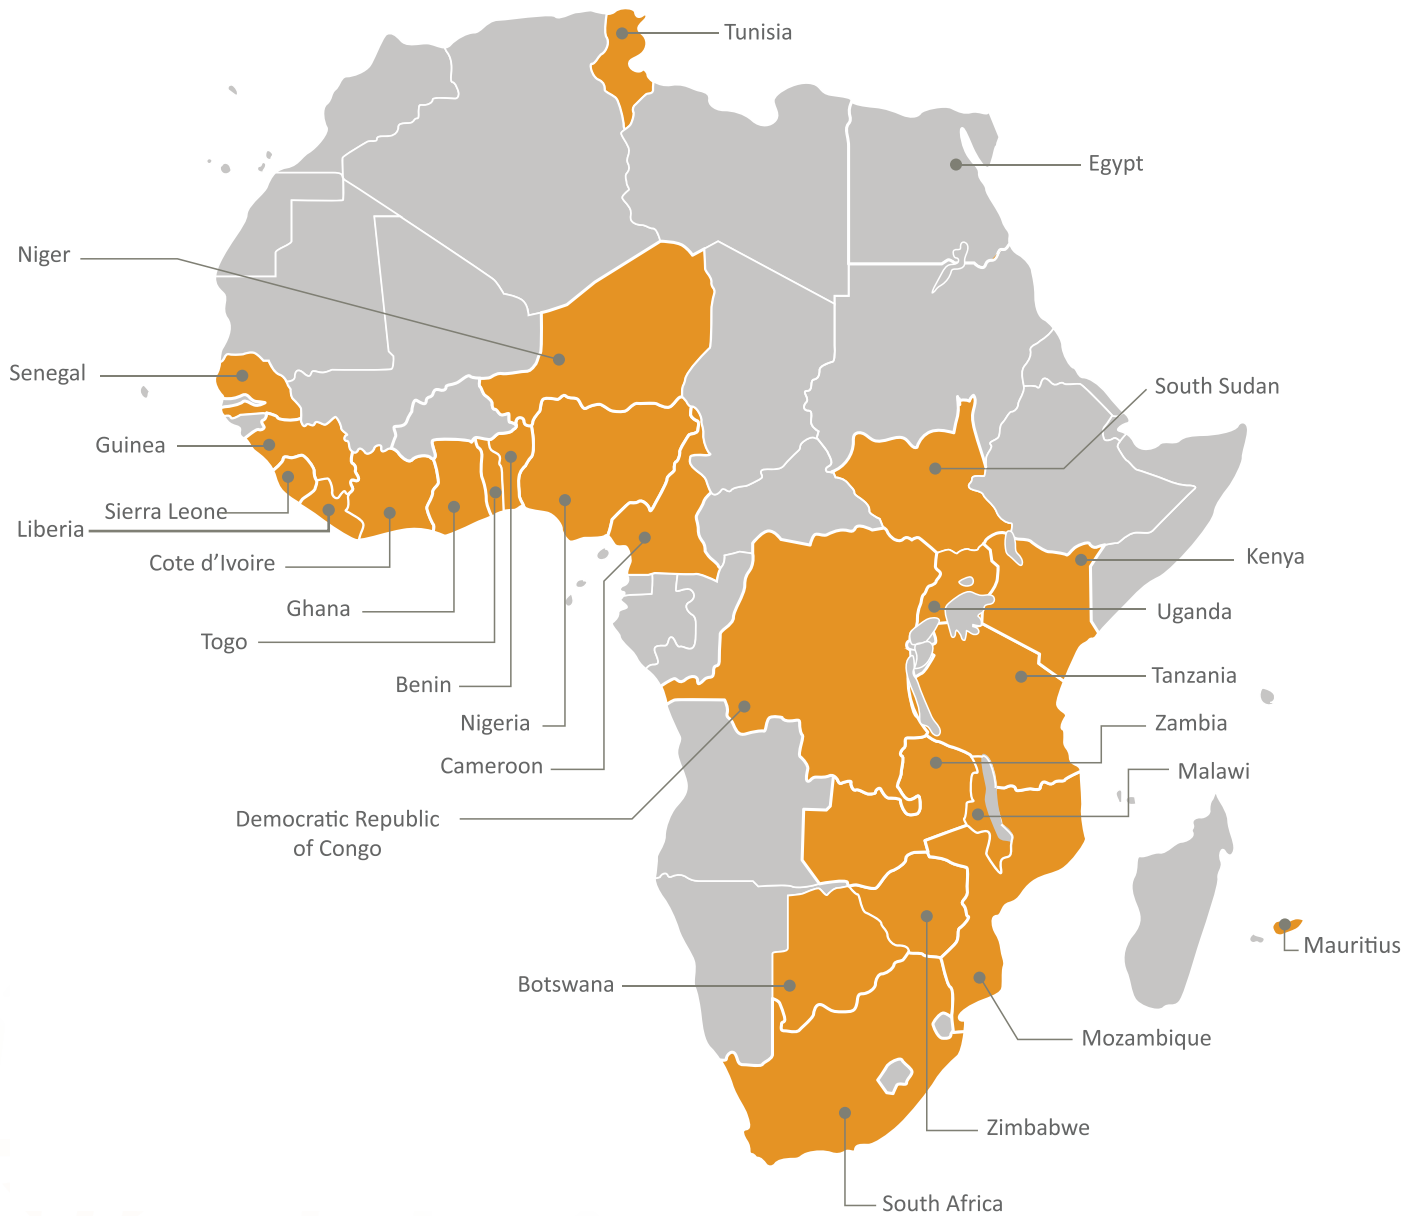 Tunisia
Egypt
Niger
Senegal
South Sudan
Guinea
Sierra Leone
Liberia
Cote d’Ivoire
Kenya
Ghana
Uganda
Togo
Tanzania
Benin
Nigeria
Zambia
Cameroon
Malawi
Democratic Republic
of Congo
Mauritius
Botswana
Mozambique
Zimbabwe
South Africa